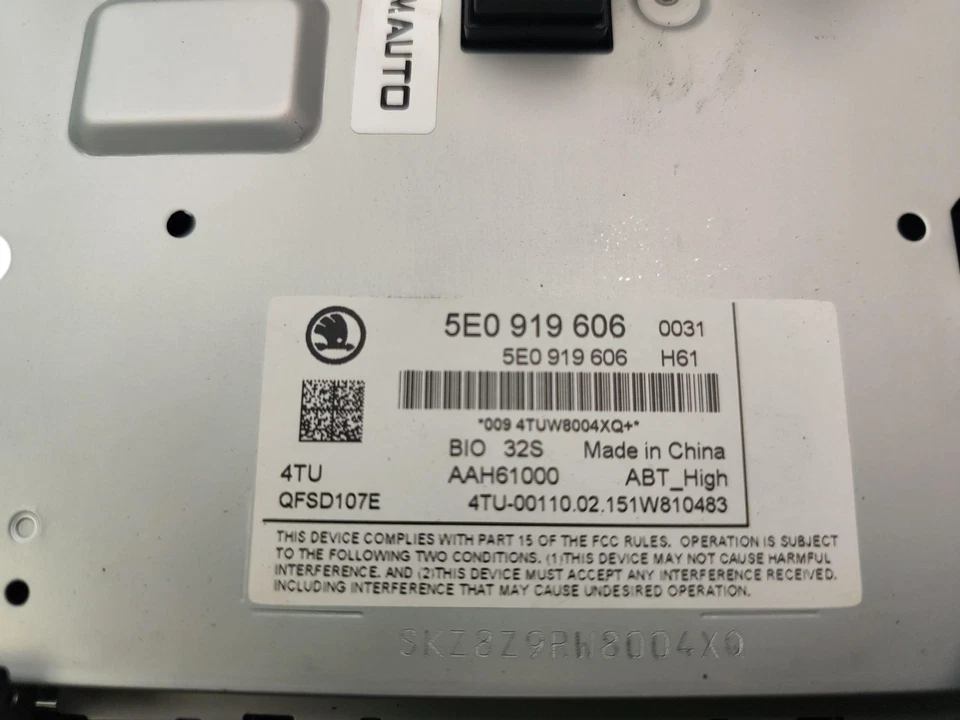 M.AUTO
5E0 919 606 0031
5E0 919 606 H61
*009 4TUW8004XQ+*
BIO 32S Made in China
4TU AAH61000 ABT_High
QFSD107E 4TU-00110.02.151W810483
THIS DEVICE COMPLIES WITH PART 15 OF THE FCC RULES. OPERATION IS SUBJECT
TO THE FOLLOWING TWO CONDITIONS. (1)THIS DEVICE MAY NOT CAUSE HARMFUL
INTERFERENCE. AND (2)THIS DEVICE MUST ACCEPT ANY INTERFERENCE RECEIVED.
INCLUDING INTERFERENCE THAT MAY CAUSE UNDESIRED OPERATION.
SKZ8Z9RW8004XQ